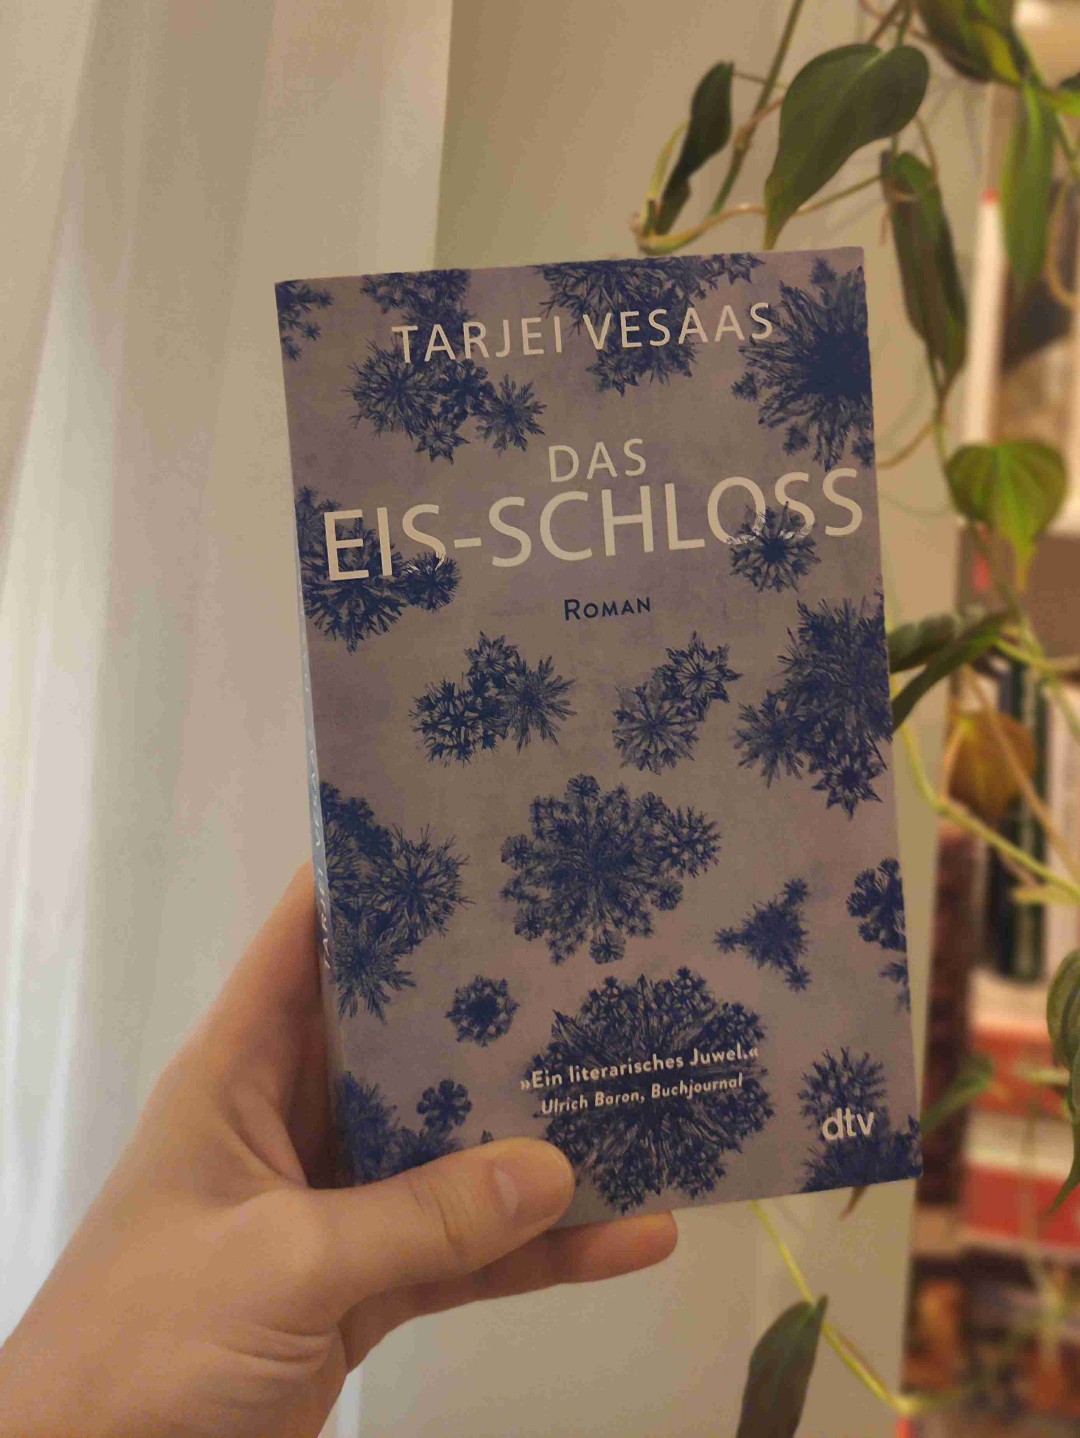 TARJEI VESAAS
DAS
EIS-SCHLOSS
ROMAN
»Ein literarisches Juwel.«
Ulrich Baron, Buchjournal
dtv